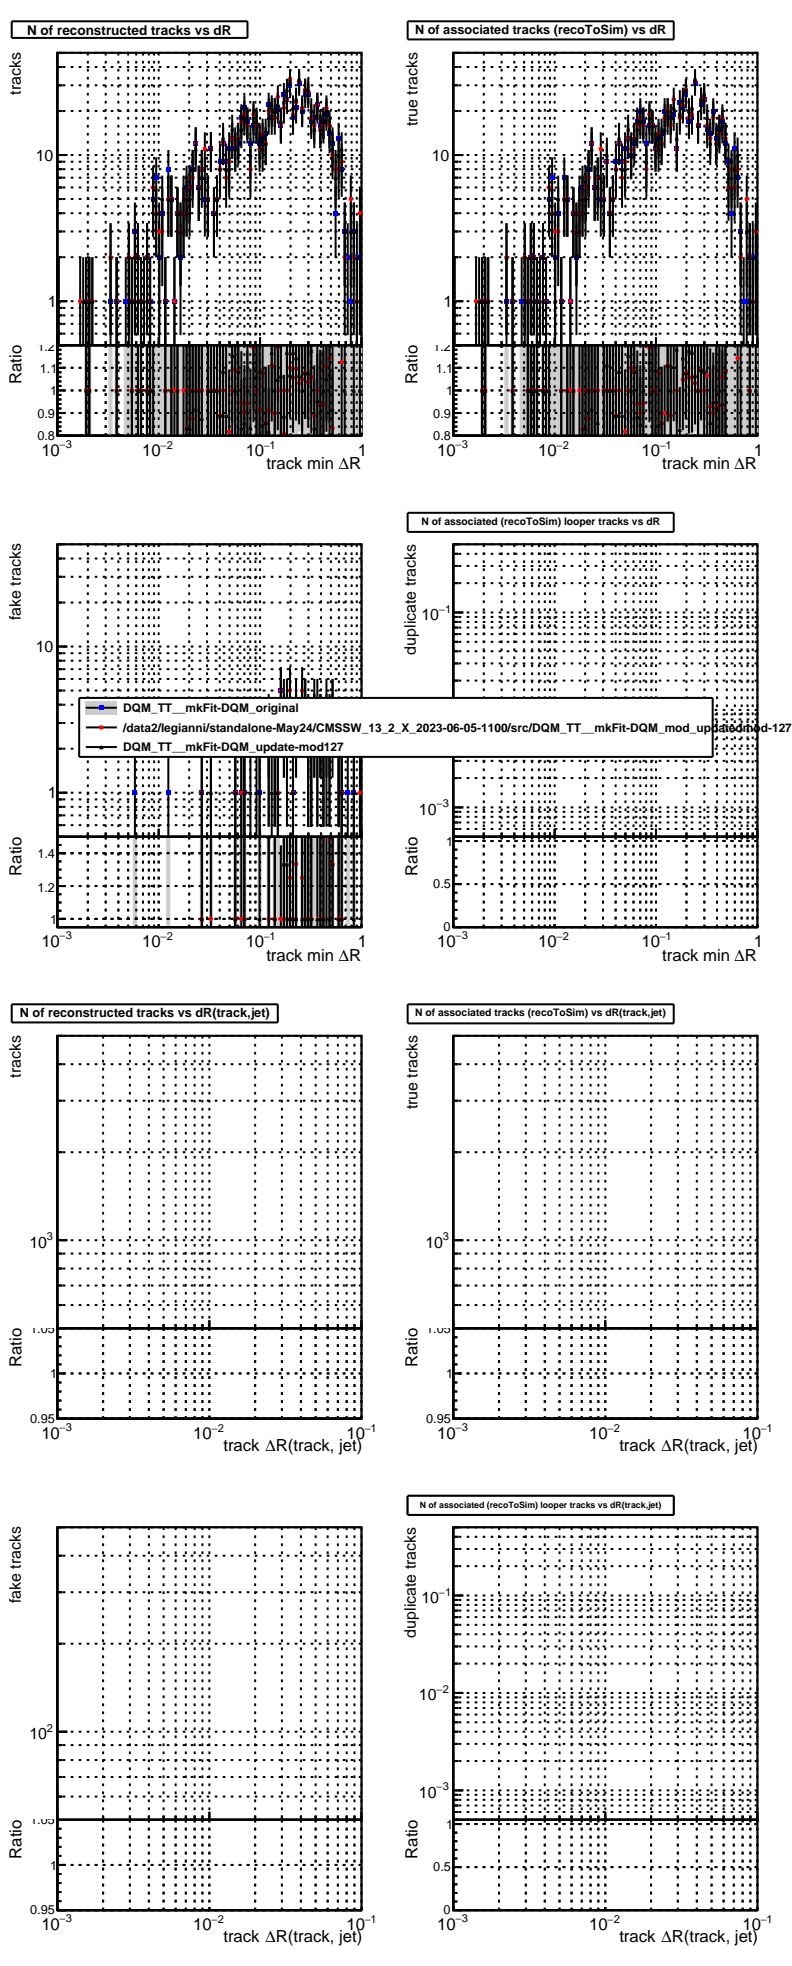 N of reconstructed tracks vs dR
tracks
10
1
Ratio
1.2
1.1
1
0.9
0.8
10−3 10−2 10−1 1
track min ΔR
N of associated tracks (recoToSim) vs dR
true tracks
10
1
Ratio
1.2
1.1
1
0.9
0.8
10−3 10−2 10−1 1
track min ΔR
fake tracks
10
1
Ratio
1.4
1.2
1
10−3 10−2 10−1 1
track min ΔR
N of associated (recoToSim) looper tracks vs dR
duplicate tracks
10−1
10−3
Ratio
1
0.5
0
10−3 10−2 10−1 1
track min ΔR
DQM_TT__mkFit-DQM_original
/data2/legianni/standalone-May24/CMSSW_13_2_X_2023-06-05-1100/src/DQM_TT__mkFit-DQM_mod_updatedmod-127
DQM_TT__mkFit-DQM_update-mod127
N of reconstructed tracks vs dR(track,jet)
tracks
103
Ratio
1.05
1
0.95
10−3 10−2 10−1
track ΔR(track, jet)
N of associated tracks (recoToSim) vs dR(track,jet)
true tracks
103
Ratio
1.05
1
0.95
10−3 10−2 10−1
track ΔR(track, jet)
fake tracks
102
Ratio
1.05
1
0.95
10−3 10−2 10−1
track ΔR(track, jet)
N of associated (recoToSim) looper tracks vs dR(track,jet)
duplicate tracks
10−1
10−2
10−3
Ratio
1
0.5
0
10−3 10−2 10−1
track ΔR(track, jet)